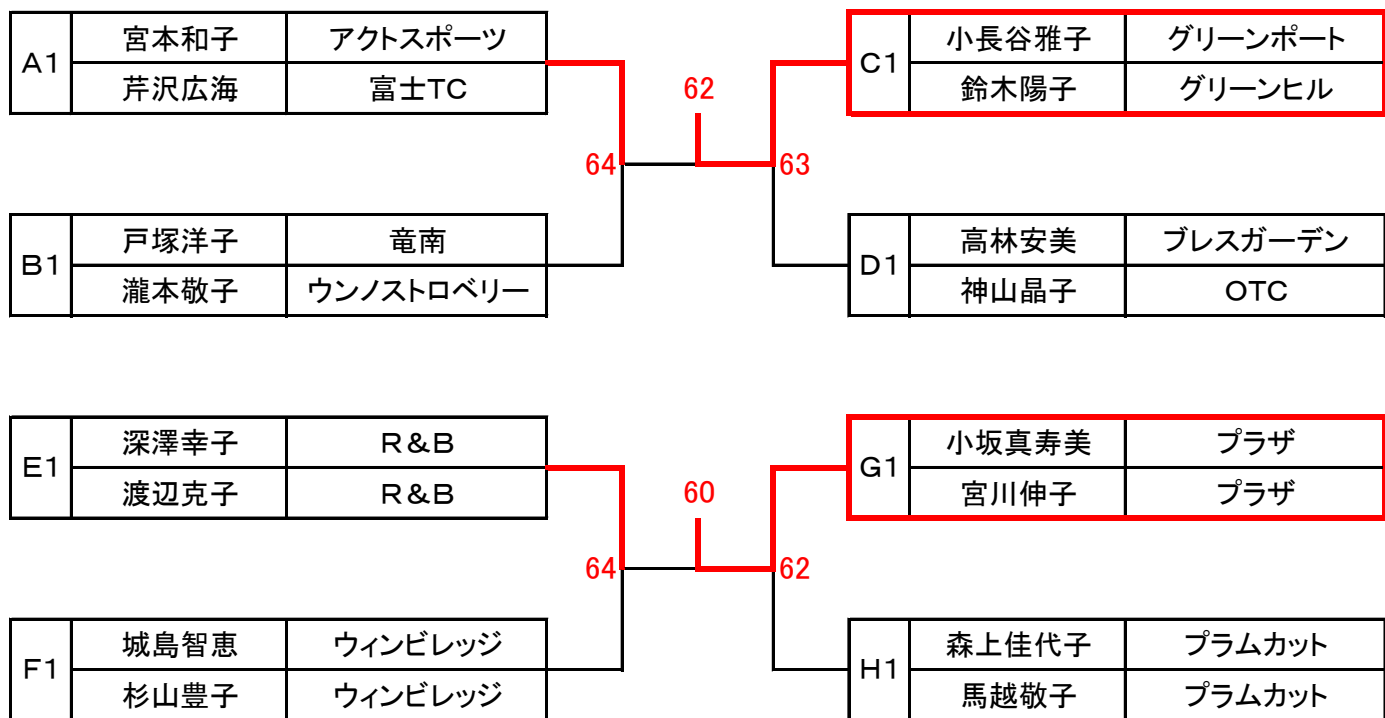 A1 宮本和子 アクトスポーツ
芹沢広海 富士TC
62
64
C1 小長谷雅子 グリーンポート
鈴木陽子 グリーンヒル
63
B1 戸塚洋子 竜南
瀧本敬子 ウンノストロベリー
D1 高林安美 ブレスガーデン
神山晶子 OTC
E1 深澤幸子 R&B
渡辺克子 R&B
60
64
G1 小坂真寿美 プラザ
宮川伸子 プラザ
62
F1 城島智恵 ウィンビレッジ
杉山豊子 ウィンビレッジ
H1 森上佳代子 プラムカット
馬越敬子 プラムカット